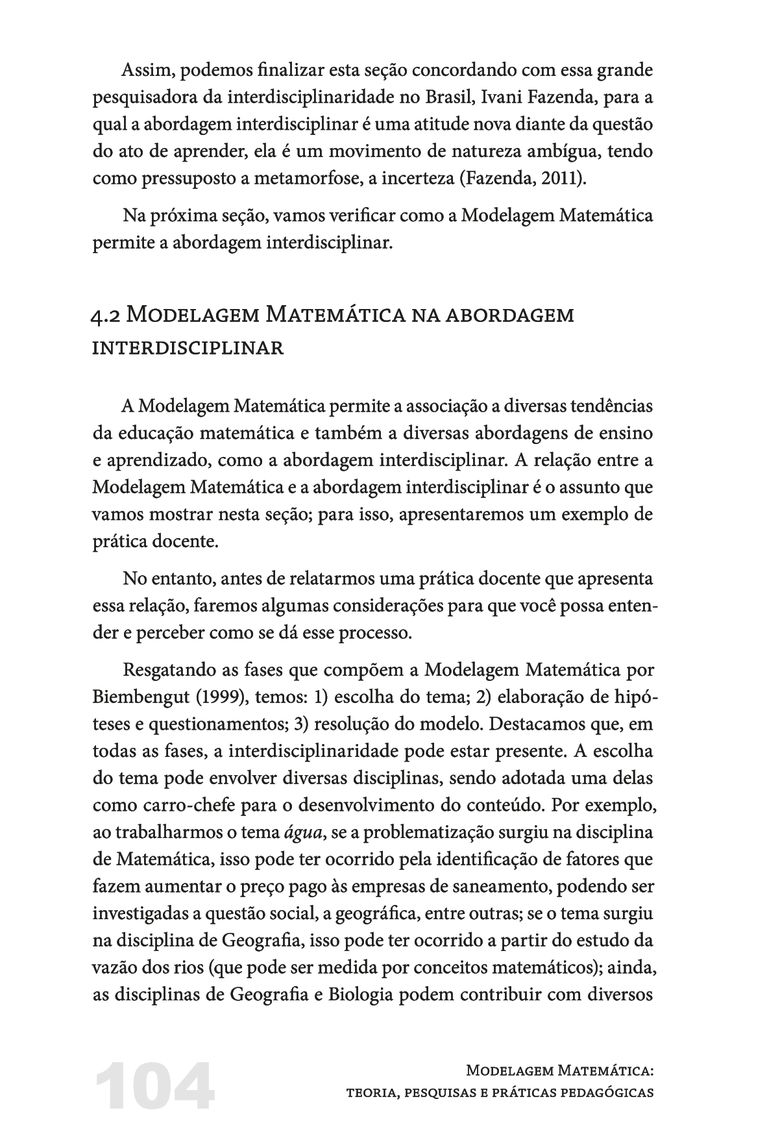 Assim, podemos finalizar esta seção concordando com essa grande
pesquisadora da interdisciplinaridade no Brasil, Ivani Fazenda, para a
qual a abordagem interdisciplinar é uma atitude nova diante da questão
do ato de aprender, ela é um movimento de natureza ambígua, tendo
como pressuposto a metamorfose, a incerteza (Fazenda, 2011).
Na próxima seção, vamos verificar como a Modelagem Matemática
permite a abordagem interdisciplinar.
4.2 Modelagem Matemática na abordagem
interdisciplinar
A Modelagem Matemática permite a associação a diversas tendências
da educação matemática e também a diversas abordagens de ensino
e aprendizado, como a abordagem interdisciplinar. A relação entre a
Modelagem Matemática e a abordagem interdisciplinar é o assunto que
vamos mostrar nesta seção; para isso, apresentaremos um exemplo de
prática docente.
No entanto, antes de relatarmos uma prática docente que apresenta
essa relação, faremos algumas considerações para que você possa enten-
der e perceber como se dá esse processo.
Resgatando as fases que compõem a Modelagem Matemática por
Biembengut (1999), temos: 1) escolha do tema; 2) elaboração de hipó-
teses e questionamentos; 3) resolução do modelo. Destacamos que, em
todas as fases, a interdisciplinaridade pode estar presente. A escolha
do tema pode envolver diversas disciplinas, sendo adotada uma delas
como carro-chefe para o desenvolvimento do conteúdo. Por exemplo,
ao trabalharmos o tema água, se a problematização surgiu na disciplina
de Matemática, isso pode ter ocorrido pela identificação de fatores que
fazem aumentar o preço pago às empresas de saneamento, podendo ser
investigadas a questão social, a geográfica, entre outras; se o tema surgiu
na disciplina de Geografia, isso pode ter ocorrido a partir do estudo da
vazão dos rios (que pode ser medida por conceitos matemáticos); ainda,
as disciplinas de Geografia e Biologia podem contribuir com diversos
104
Modelagem Matemática:
teoria, pesquisas e práticas pedagógicas